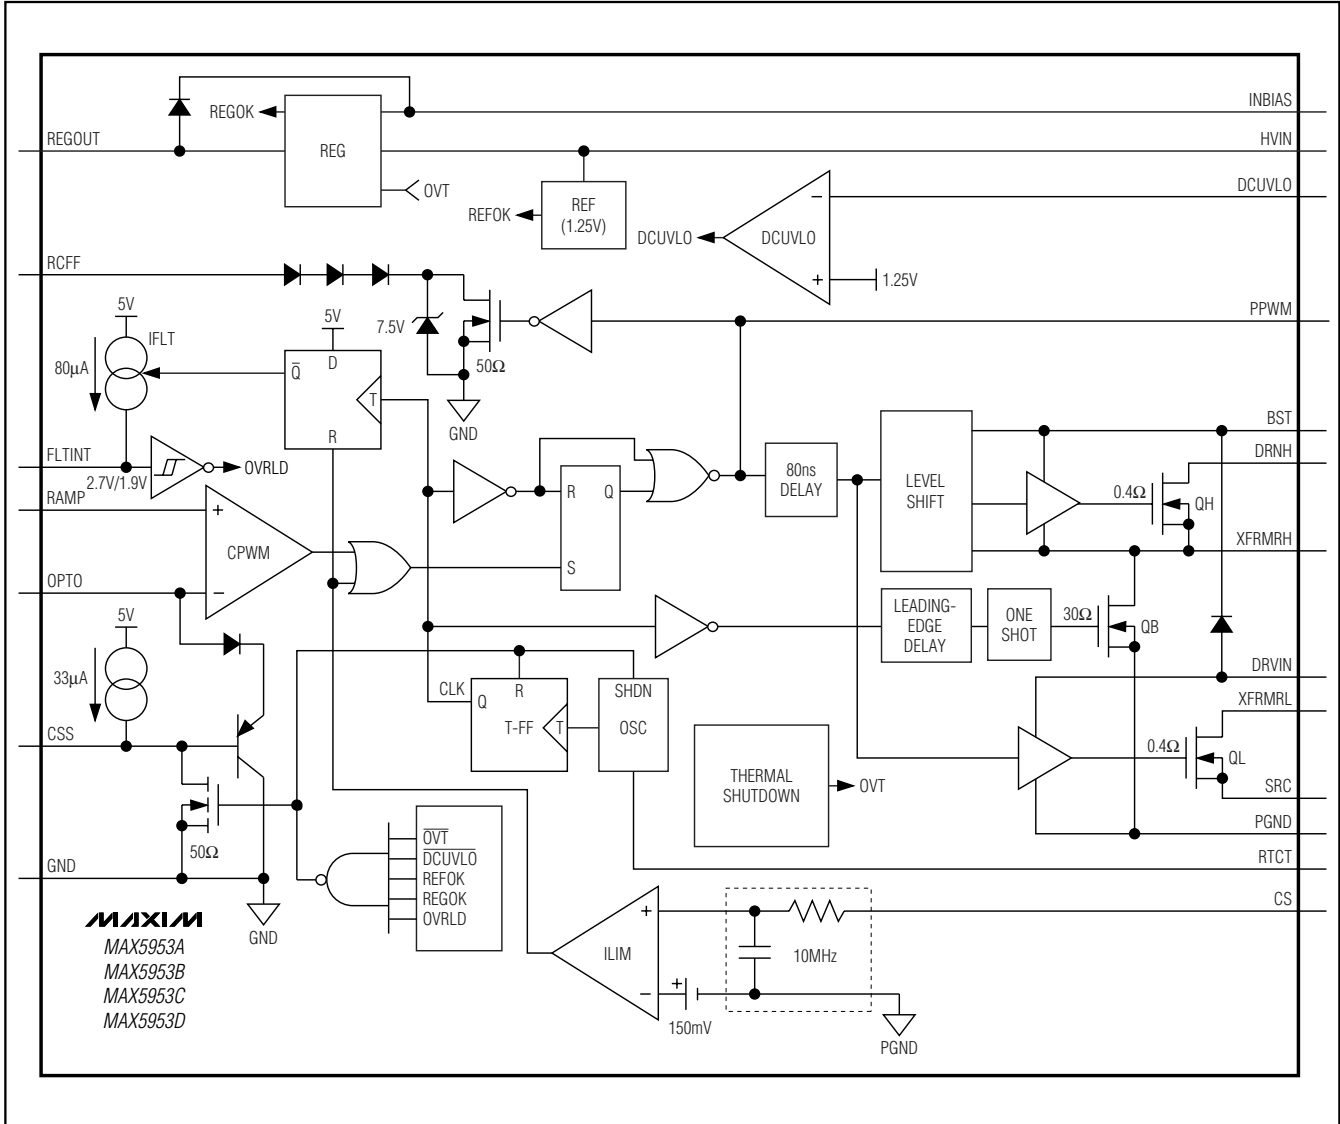 INBIAS
REGOK
REGOUT
HVIN
REG
OVT
DCUVLO
REF
(1.25V)
REFOK
DCUVLO
DCUVLO
−
+
1.25V
RCFF
5V
IFLT
80µA
5V
7.5V
50Ω
PPWM
Q̅
D
T
R
GND
FLTINT
2.7V/1.9V
OVRLD
RAMP
+
CPWM
OPTO
−
R
Q
S
80ns
DELAY
LEVEL
SHIFT
BST
DRNH
0.4Ω
QH
XFRMRH
LEADING-
EDGE
DELAY
ONE
SHOT
30Ω
QB
5V
33µA
CSS
CLK
Q
R
T-FF
T
SHDN
OSC
DRVIN
XFRMRL
0.4Ω
QL
SRC
THERMAL
SHUTDOWN
OVT
PGND
50Ω
GND
O̅V̅T̅
D̅C̅U̅V̅L̅O̅
REFOK
REGOK
OVRLD
RTCT
CS
GND
MAXIM
MAX5953A
MAX5953B
MAX5953C
MAX5953D
+
ILIM
−
+
150mV
10MHz
PGND